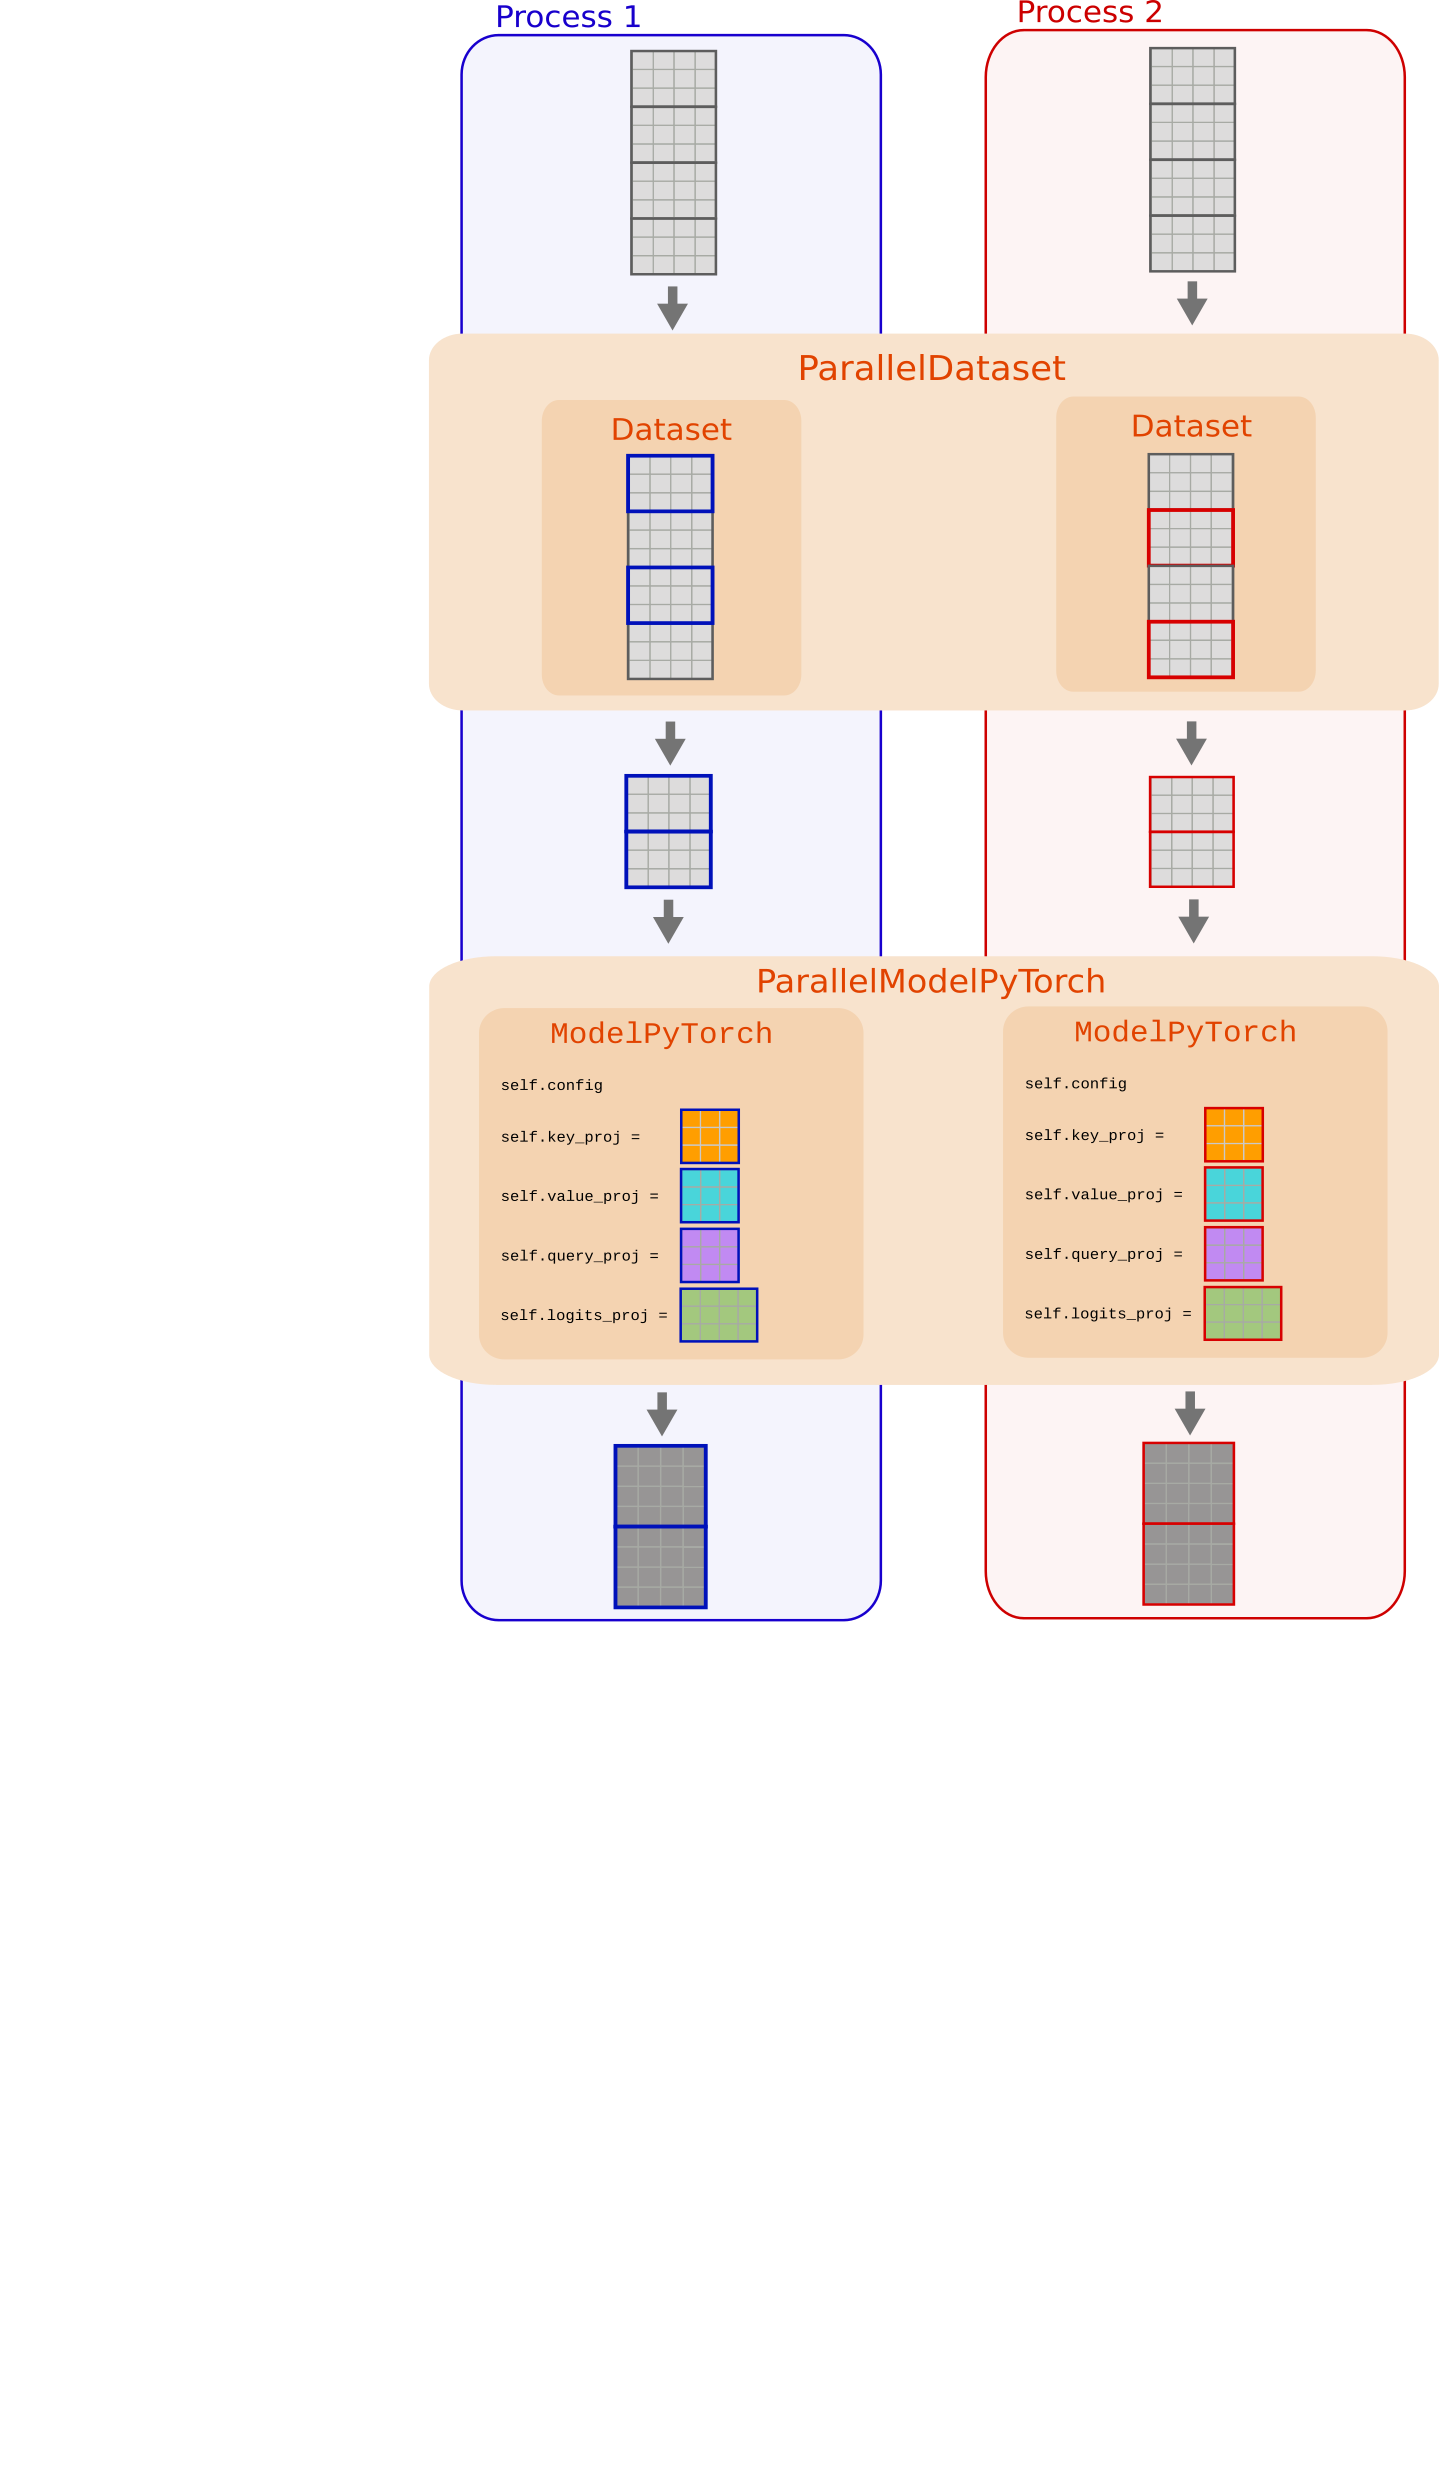 Process 1
Process 2
ParallelDataset
Dataset
Dataset
ParallelModelPyTorch
ModelPyTorch
self.config
self.key_proj =
self.value_proj =
self.query_proj =
self.logits_proj =
ModelPyTorch
self.config
self.key_proj =
self.value_proj =
self.query_proj =
self.logits_proj =